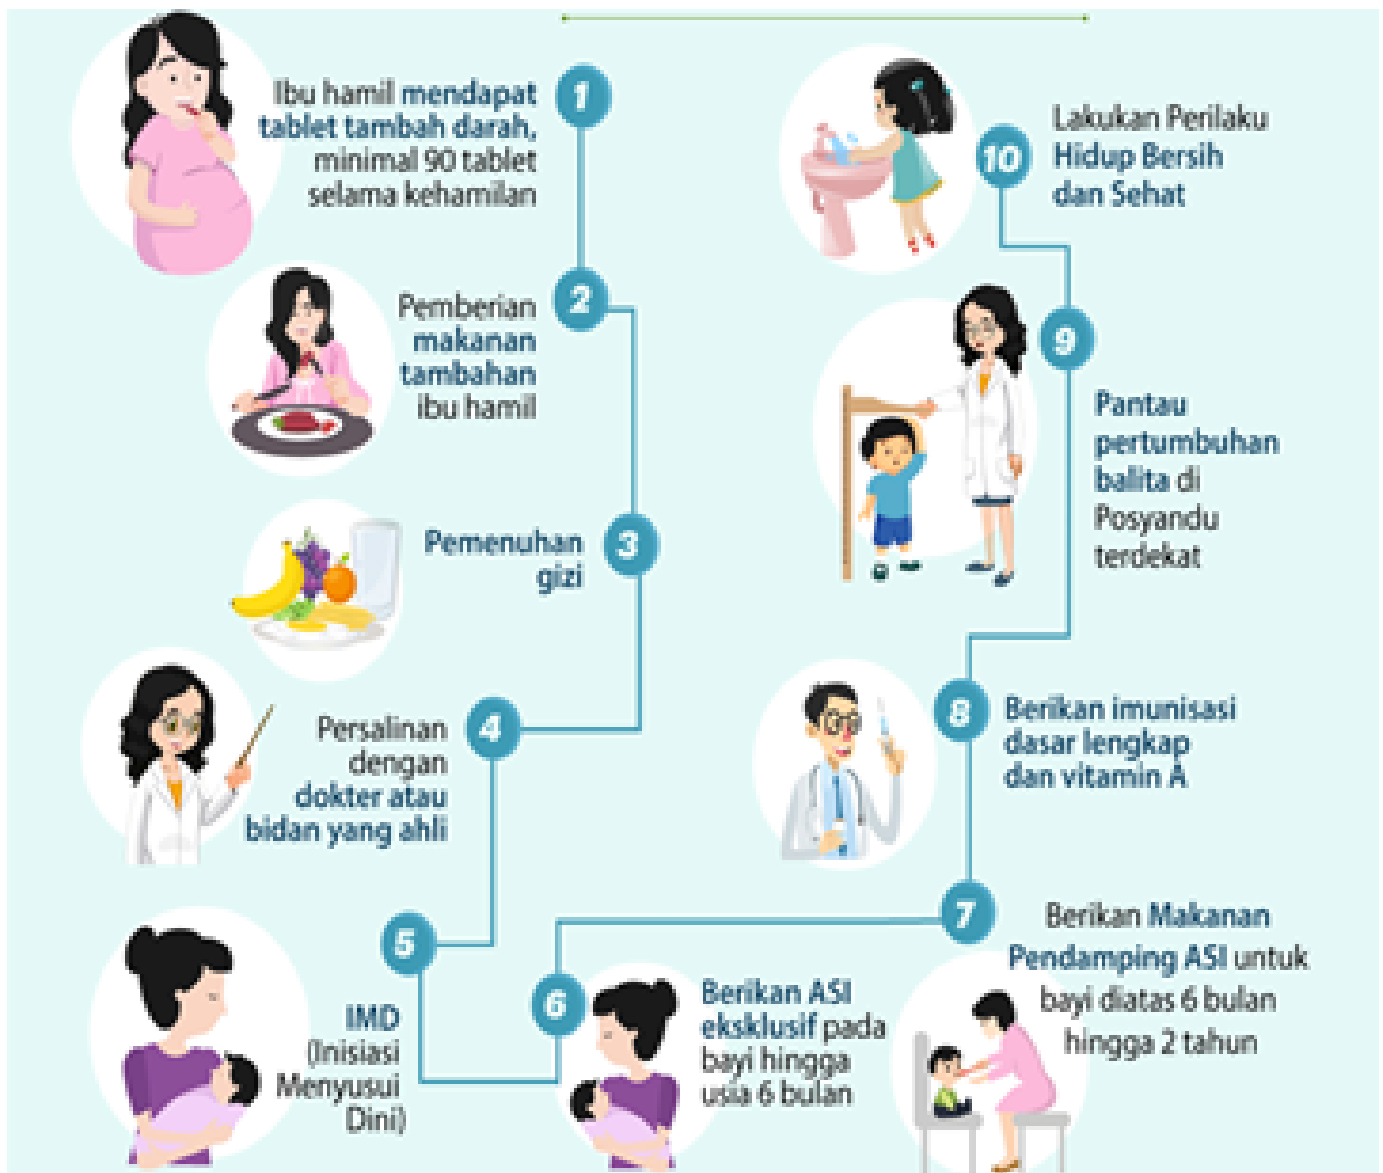 1
Ibu hamil mendapat
tablet tambah darah,
minimal 90 tablet
selama kehamilan
2
Pemberian
makanan
tambahan
ibu hamil
3
Pemenuhan
gizi
4
Persalinan
dengan
dokter atau
bidan yang ahli
5
IMD
(Inisiasi
Menyusui
Dini)
6
Berikan ASI
eksklusif pada
bayi hingga
usia 6 bulan
7
Berikan Makanan
Pendamping ASI untuk
bayi diatas 6 bulan
hingga 2 tahun
8
Berikan imunisasi
dasar lengkap
dan vitamin A
9
Pantau
pertumbuhan
balita di
Posyandu
terdekat
10
Lakukan Perilaku
Hidup Bersih
dan Sehat